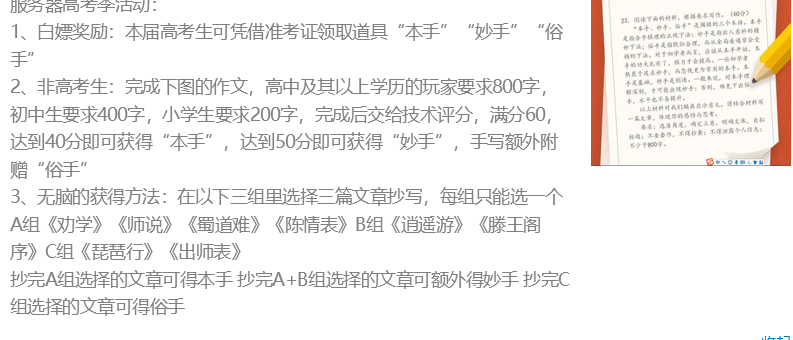 服务器高考季活动：
1、白嫖奖励：本届高考生可凭借准考证领取道具“本手”“妙手”“俗
手”
2、非高考生：完成下图的作文，高中及其以上学历的玩家要求800字，
初中生要求400字，小学生要求200字，完成后交给技术评分，满分60，
达到40分即可获得“本手”，达到50分即可获得“妙手”，手写额外附
赠“俗手”
3、无脑的获得方法：在以下三组里选择三篇文章抄写，每组只能选一个
A组《劝学》《师说》《蜀道难》《陈情表》B组《逍遥游》《滕王阁
序》C组《琵琶行》《出师表》
抄完A组选择的文章可得本手 抄完A+B组选择的文章可额外得妙手 抄完C
组选择的文章可得俗手
23. 阅读下面的材料，根据要求写作。（60分）
“本手、妙手、俗手”是围棋的三个术语。本手
是指合乎棋理的正规下法；妙手是指出人意料的精
妙下法；俗手是指貌似合理，而从全局看通常会受
损的下法。对于初学者而言，应该从本手开始，本
手的功夫扎实了，棋力才会提高。一些初学者
热衷于追求妙手，而忽视更为常用的本手。本
手是基础，妙手是创造。一般来说，对本手理
解深刻，才可能出现妙手；否则，难免下出俗
手，水平也不易提升。
以上材料对我们颇具启示意义。请结合材料写
一篇文章，体现你的感悟与思考。
要求：选准角度，确定立意，明确文体，自拟
标题；不要套作，不得抄袭；不得泄露个人信息；
不少于800字。